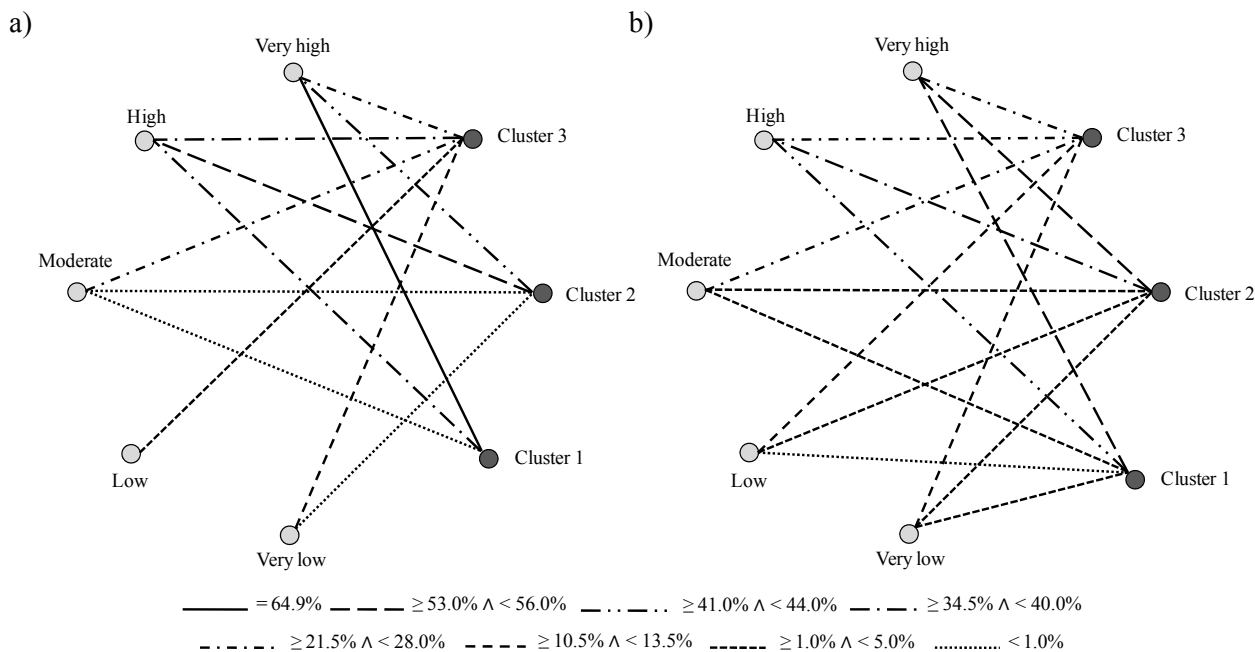 a)
Very high
High
Cluster 3
Moderate
Cluster 2
Cluster 1
Low
Very low
b)
Very high
High
Cluster 3
Moderate
Cluster 2
Cluster 1
Low
Very low
= 64.9% ≥ 53.0% ∧ < 56.0% ≥ 41.0% ∧ < 44.0% ≥ 34.5% ∧ < 40.0%
≥ 21.5% ∧ < 28.0% ≥ 10.5% ∧ < 13.5% ≥ 1.0% ∧ < 5.0% < 1.0%